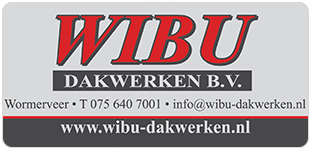 WIBU
DAKWERKEN B.V.
Wormerveer • T 075 640 7001 • info@wibu-dakwerken.nl
www.wibu-dakwerken.nl